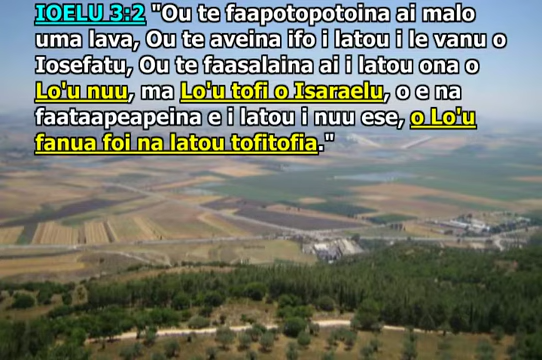 IOELU 3:2 "Ou te faapotopotoina ai malo
uma lava, Ou te aveina ifo i latou i le vanu o
Iosefatu, Ou te faasalaina ai i latou ona o
Lo'u nuu, ma Lo'u tofi o Isaraelu, o e na
faataapeapeina e i latou i nuu ese, o Lo'u
fanua foi na latou tofitofia."